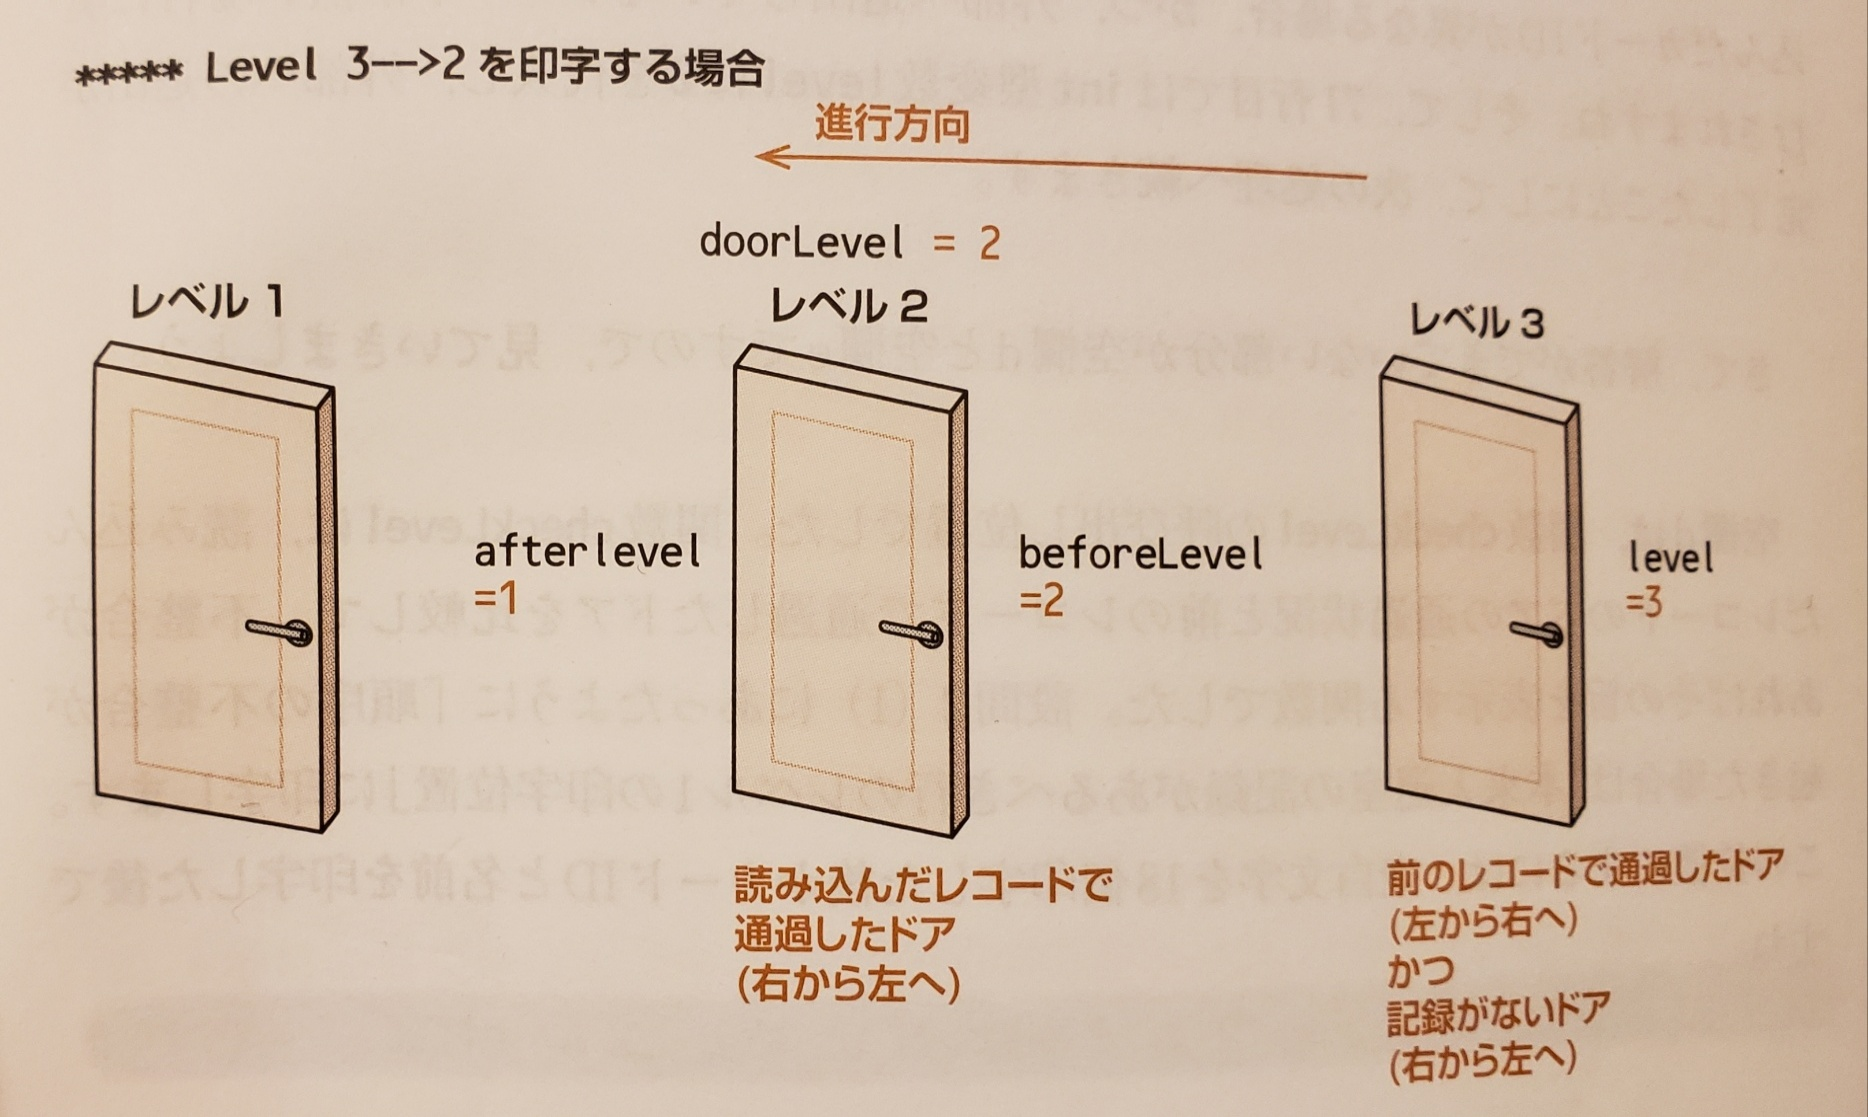 ***** Level 3-->2 を印字する場合
進行方向
doorLevel = 2
レベル 1
レベル 2
レベル 3
afterlevel
=1
beforeLevel
=2
level
=3
読み込んだレコードで
通過したドア
(右から左へ)
前のレコードで通過したドア
(左から右へ)
かつ
記録がないドア
(右から左へ)